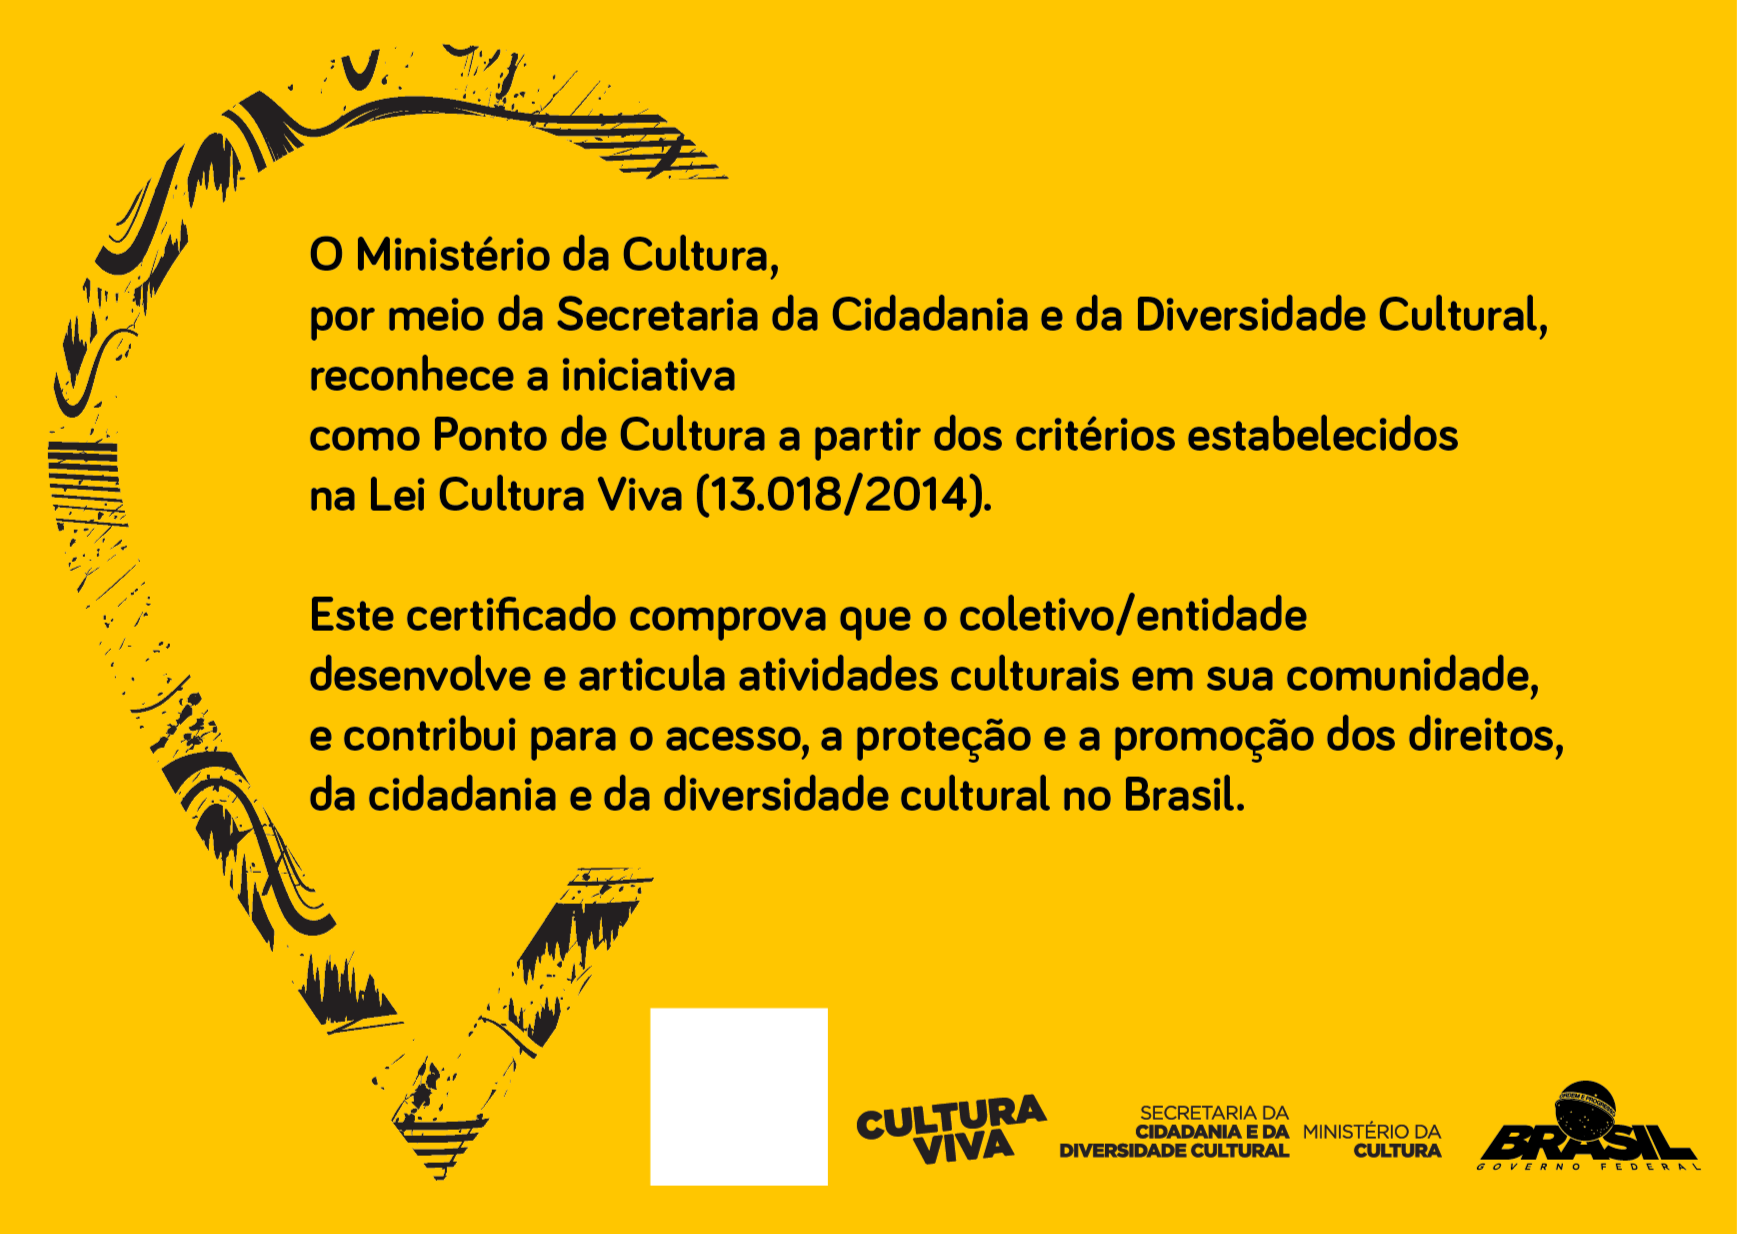 O Ministério da Cultura,
por meio da Secretaria da Cidadania e da Diversidade Cultural,
reconhece a iniciativa
como Ponto de Cultura a partir dos critérios estabelecidos
na Lei Cultura Viva (13.018/2014).
Este certificado comprova que o coletivo/entidade
desenvolve e articula atividades culturais em sua comunidade,
e contribui para o acesso, a proteção e a promoção dos direitos,
da cidadania e da diversidade cultural no Brasil.
CULTURA
VIVA
SECRETARIA DA
CIDADANIA E DA
DIVERSIDADE CULTURAL
MINISTÉRIO DA
CULTURA
ORDEM E PROGRESSO
BRASIL
GOVERNO FEDERAL